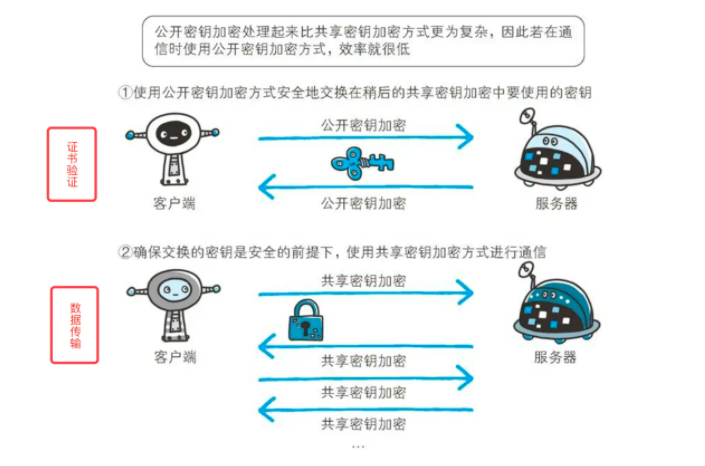 公开密钥加密处理起来比共享密钥加密方式更为复杂，因此若在通
信时使用公开密钥加密方式，效率就很低
①使用公开密钥加密方式安全地交换在稍后的共享密钥加密中要使用的密钥
证书验证
公开密钥加密
公开密钥加密
客户端
服务器
②确保交换的密钥是安全的前提下，使用共享密钥加密方式进行通信
数据传输
共享密钥加密
共享密钥加密
客户端
服务器
共享密钥加密
共享密钥加密
…